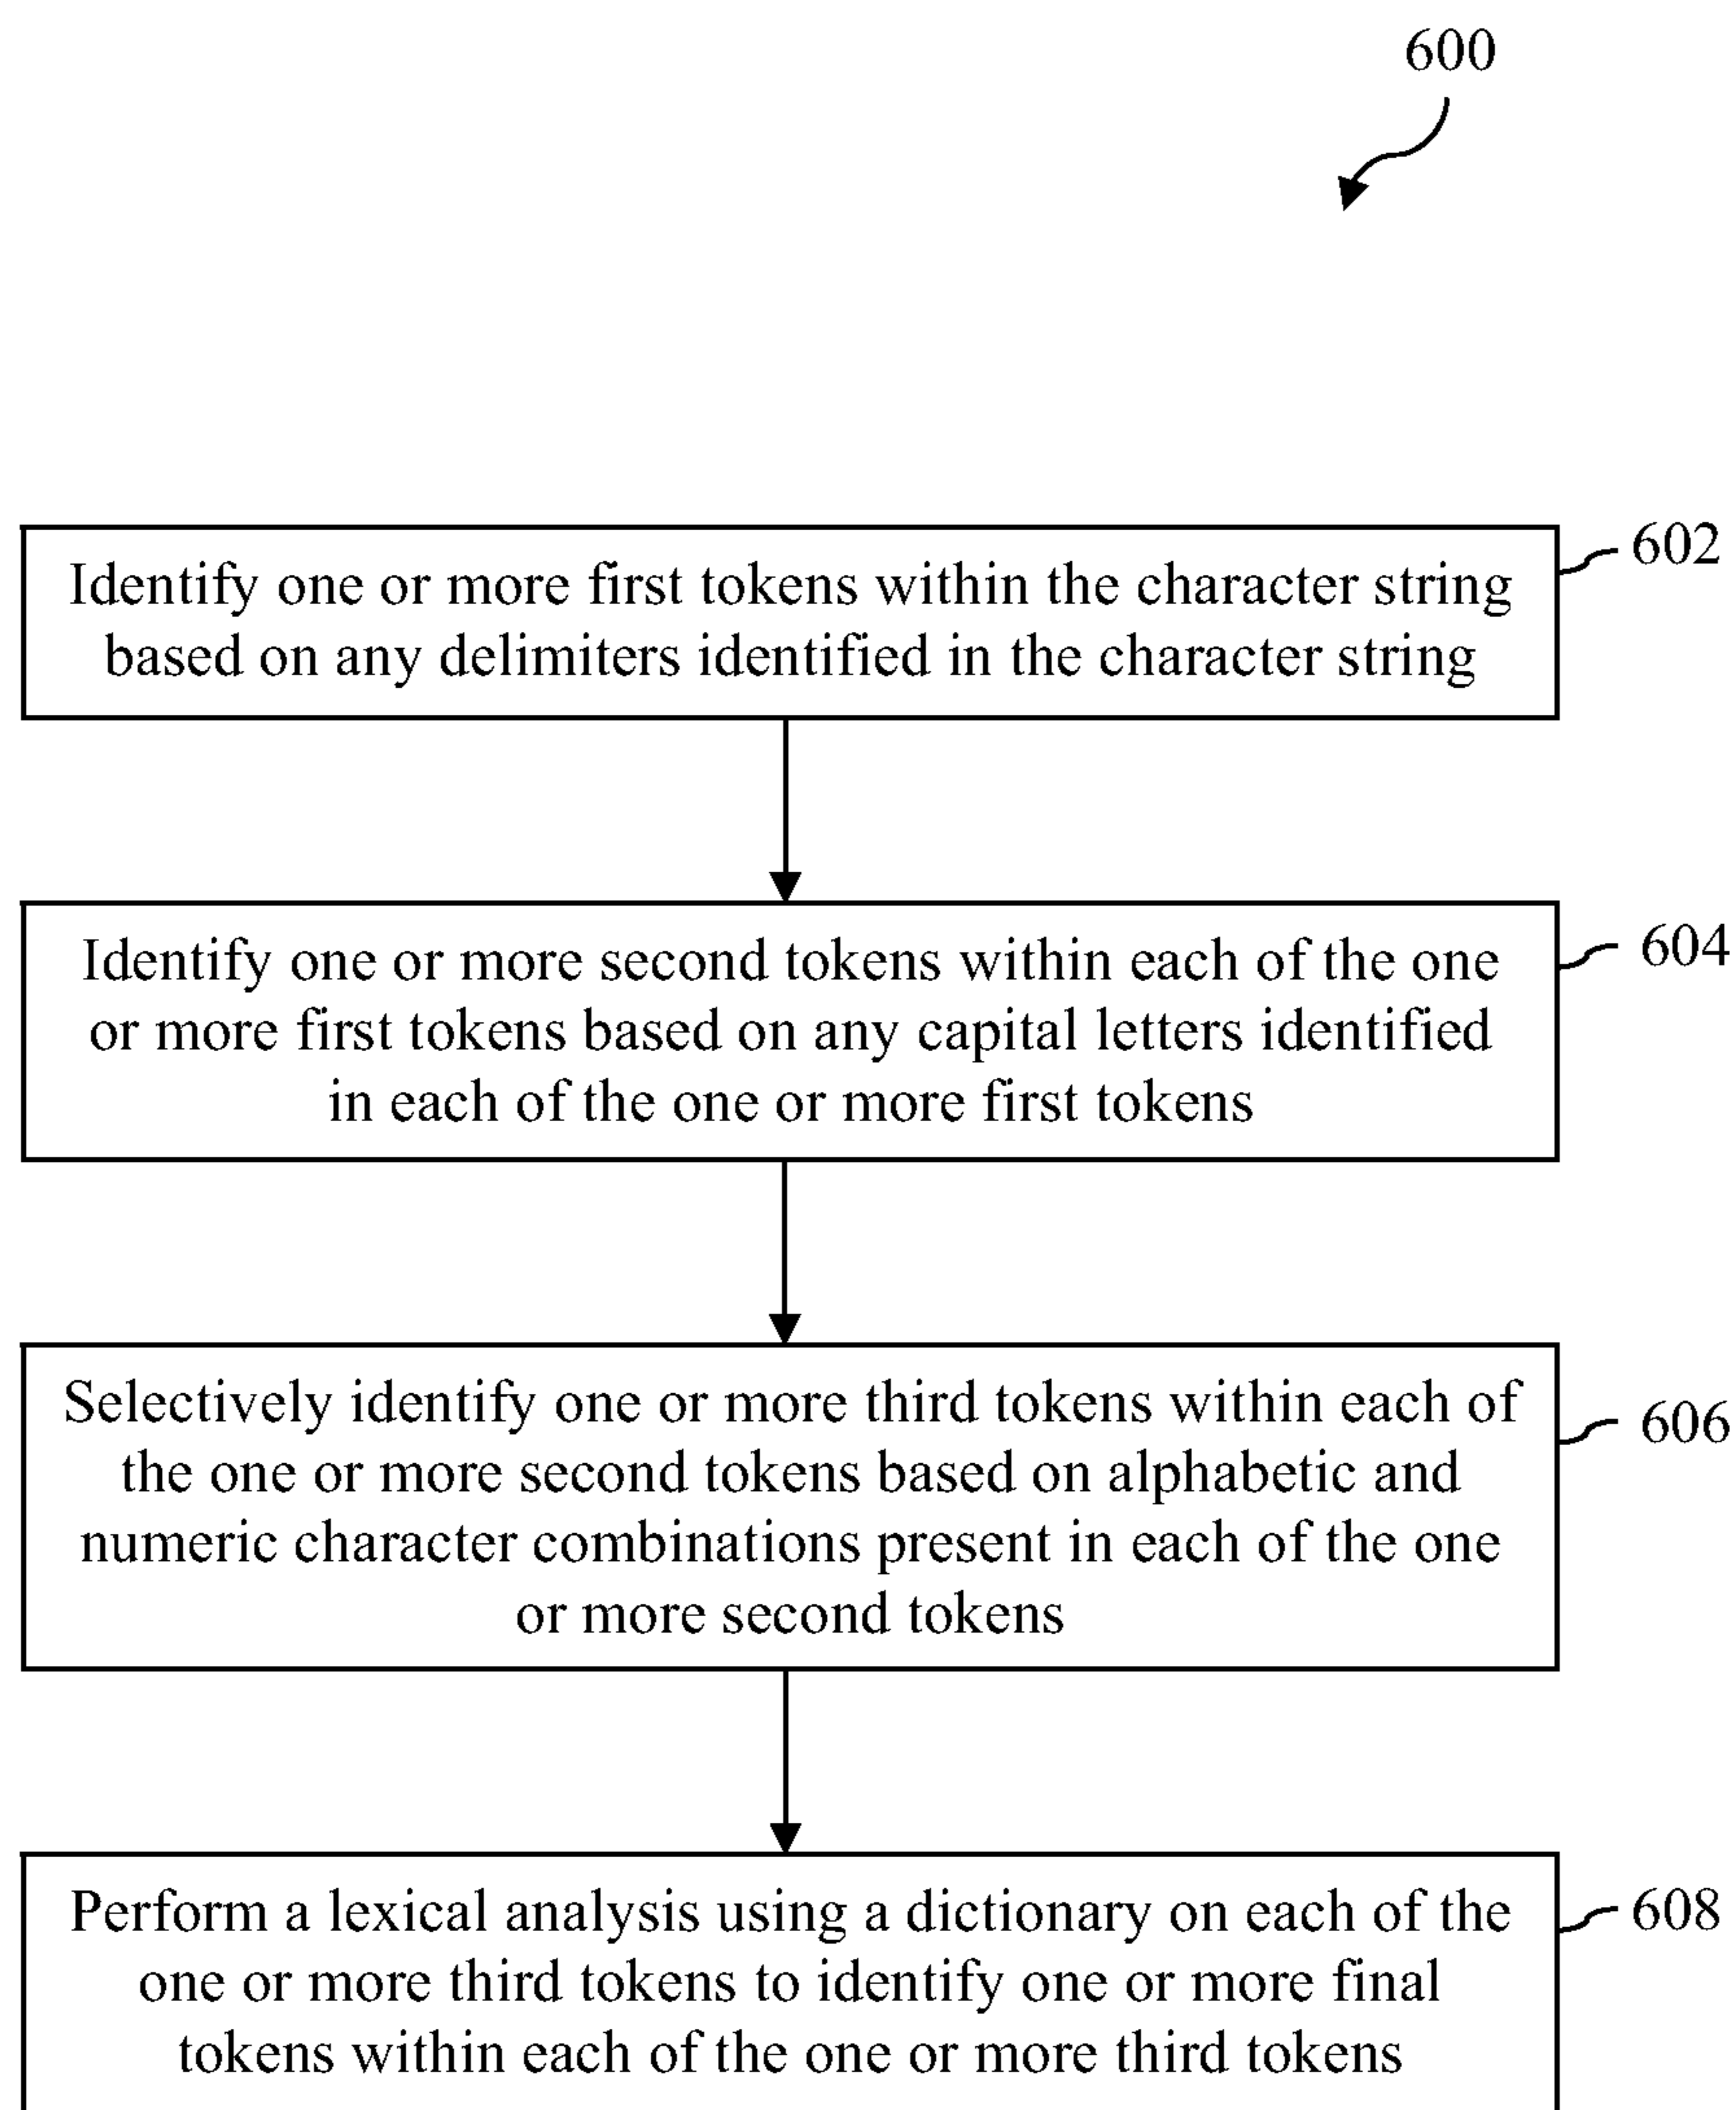 600
602
Identify one or more first tokens within the character string
based on any delimiters identified in the character string
604
Identify one or more second tokens within each of the one
or more first tokens based on any capital letters identified
in each of the one or more first tokens
606
Selectively identify one or more third tokens within each of
the one or more second tokens based on alphabetic and
numeric character combinations present in each of the one
or more second tokens
608
Perform a lexical analysis using a dictionary on each of the
one or more third tokens to identify one or more final
tokens within each of the one or more third tokens